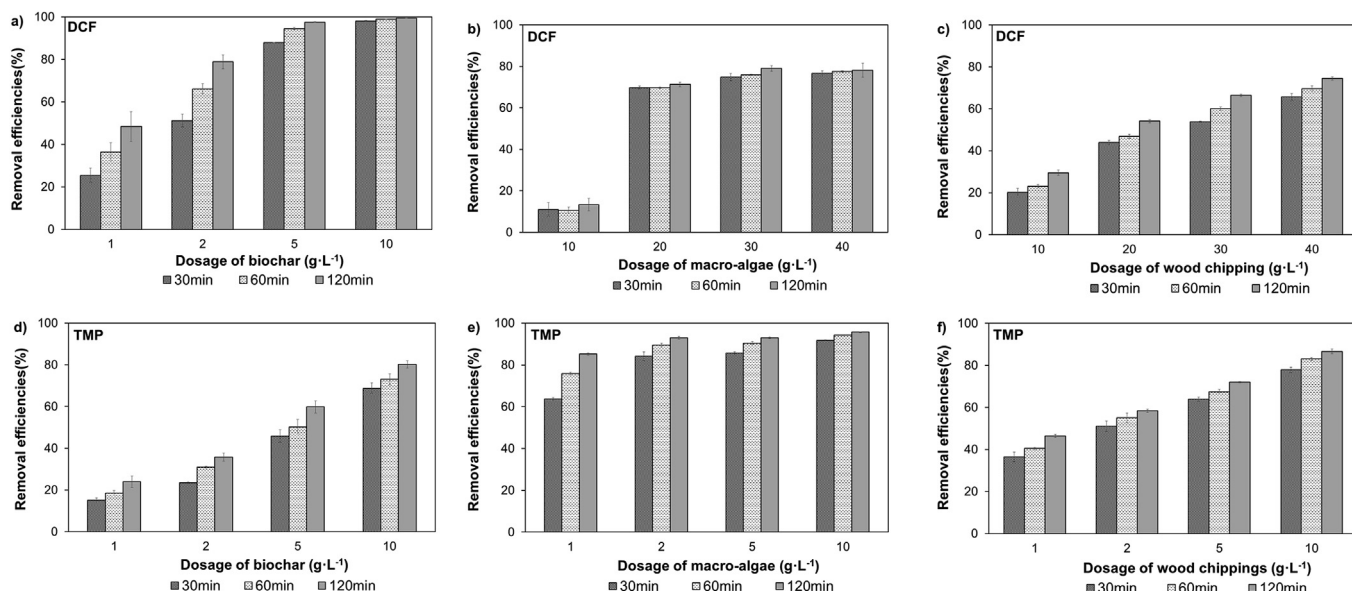 a)
DCF
Removal efficiencies(%)
100
80
60
40
20
0
1 2 5 10
Dosage of biochar (g·L⁻¹)
30min 60min 120min
b)
DCF
Removal efficiencies(%)
100
80
60
40
20
0
10 20 30 40
Dosage of macro-algae (g·L⁻¹)
30min 60min 120min
c)
DCF
Removal efficiencies(%)
100
80
60
40
20
0
10 20 30 40
Dosage of wood chipping (g·L⁻¹)
30min 60min 120min
d)
TMP
Removal efficiencies(%)
100
80
60
40
20
0
1 2 5 10
Dosage of biochar (g·L⁻¹)
30min 60min 120min
e)
TMP
Removal efficiencies(%)
100
80
60
40
20
0
1 2 5 10
Dosage of macro-algae (g·L⁻¹)
30min 60min 120min
f)
TMP
Removal efficiencies(%)
100
80
60
40
20
0
1 2 5 10
Dosage of wood chippings (g·L⁻¹)
30min 60min 120min